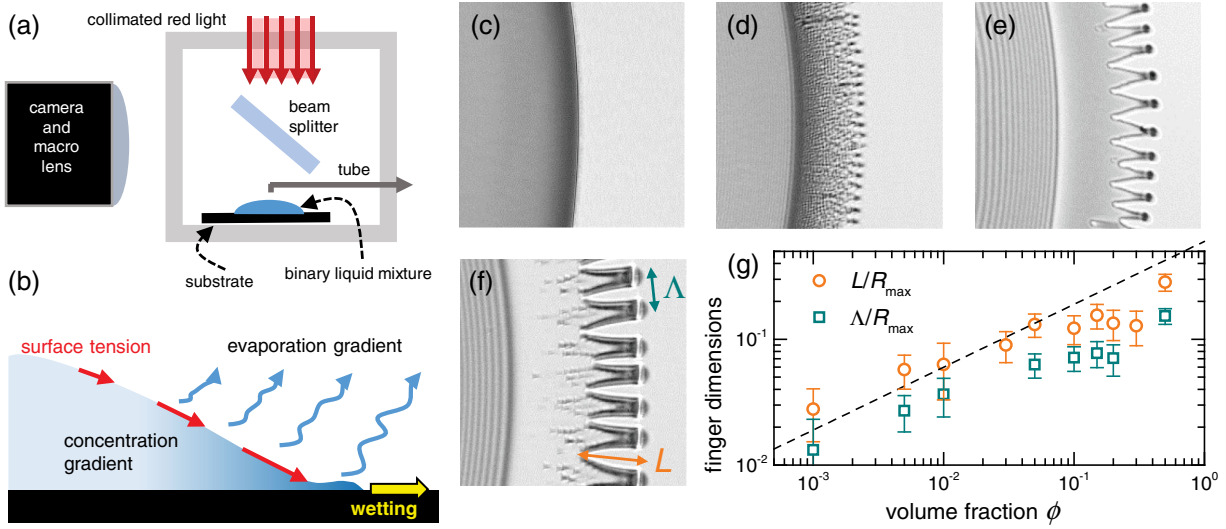 (a)
collimated red light
camera
and
macro
lens
beam
splitter
tube
substrate
binary liquid mixture
(b)
surface tension
evaporation gradient
concentration
gradient
wetting
(c)
(d)
(e)
(f)
Λ
L
(g)
L/R_max
Λ/R_max
finger dimensions
10^-1
10^-2
10^-3
10^-2
10^-1
10^0
volume fraction ϕ